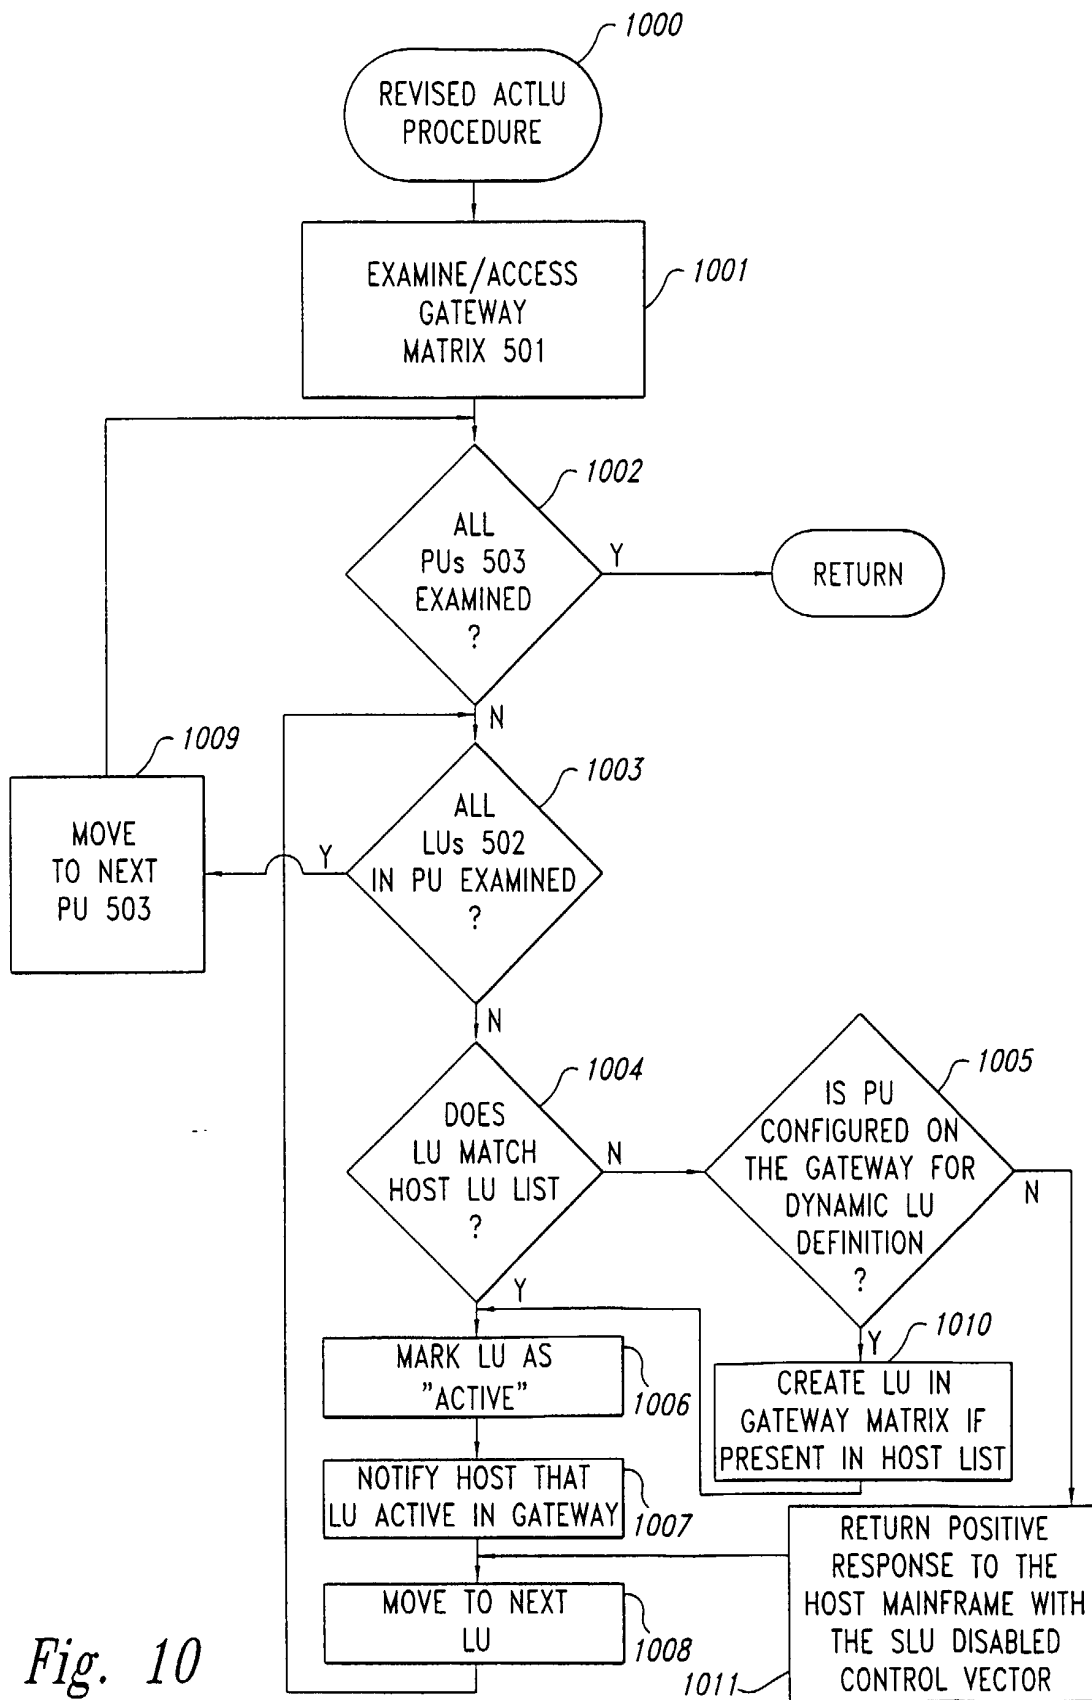 1000
REVISED ACTLU
PROCEDURE
EXAMINE/ACCESS
GATEWAY
MATRIX 501
1001
1002
ALL
PUs 503
EXAMINED
?
Y
RETURN
N
1009
MOVE
TO NEXT
PU 503
1003
ALL
LUs 502
IN PU EXAMINED
?
Y
N
1004
DOES
LU MATCH
HOST LU LIST
?
N
Y
1005
IS PU
CONFIGURED ON
THE GATEWAY FOR
DYNAMIC LU
DEFINITION
?
N
Y
MARK LU AS
"ACTIVE"
1006
1010
CREATE LU IN
GATEWAY MATRIX IF
PRESENT IN HOST LIST
NOTIFY HOST THAT
LU ACTIVE IN GATEWAY
1007
MOVE TO NEXT
LU
1008
RETURN POSITIVE
RESPONSE TO THE
HOST MAINFRAME WITH
THE SLU DISABLED
CONTROL VECTOR
1011
Fig. 10